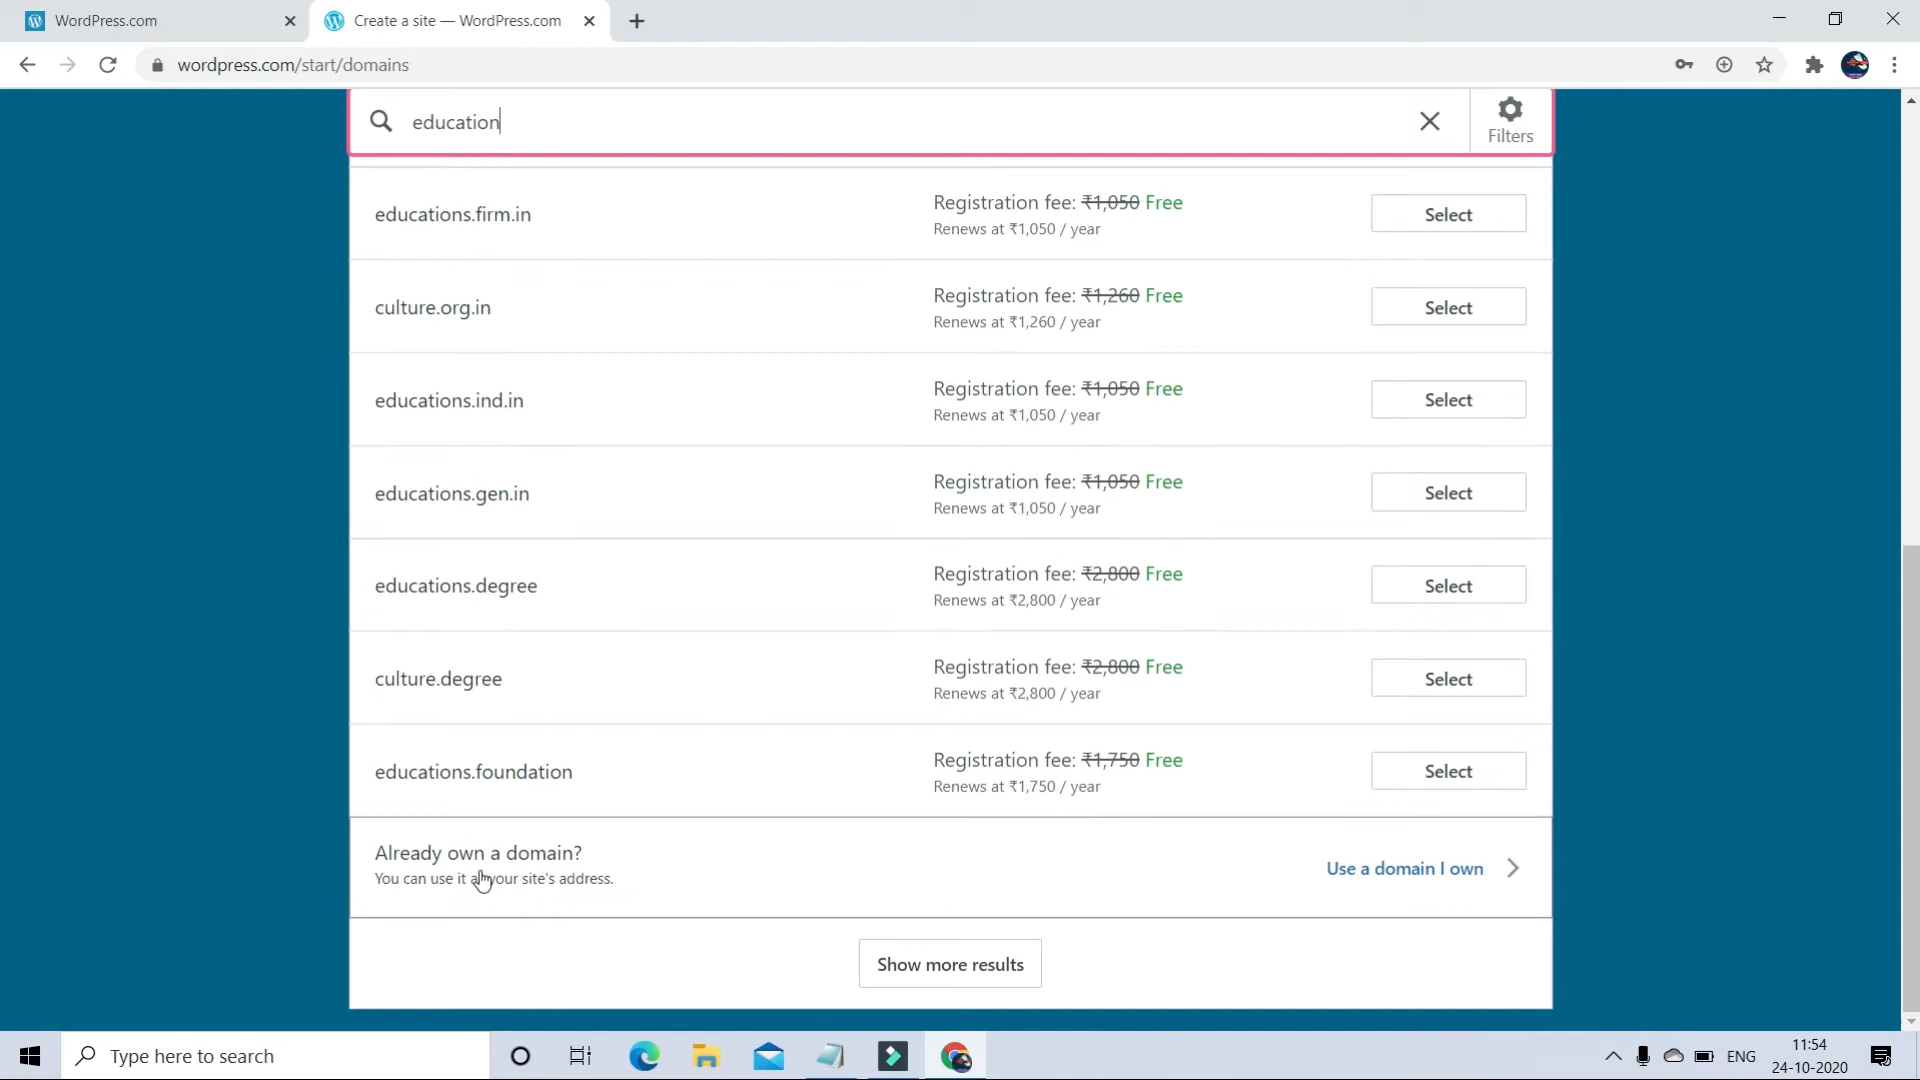 WordPress.com
Create a site — WordPress.com
wordpress.com/start/domains
education
Filters
educations.firm.in
Registration fee: ₹1,050 Free
Renews at ₹1,050 / year
Select
culture.org.in
Registration fee: ₹1,260 Free
Renews at ₹1,260 / year
Select
educations.ind.in
Registration fee: ₹1,050 Free
Renews at ₹1,050 / year
Select
educations.gen.in
Registration fee: ₹1,050 Free
Renews at ₹1,050 / year
Select
educations.degree
Registration fee: ₹2,800 Free
Renews at ₹2,800 / year
Select
culture.degree
Registration fee: ₹2,800 Free
Renews at ₹2,800 / year
Select
educations.foundation
Registration fee: ₹1,750 Free
Renews at ₹1,750 / year
Select
Already own a domain?
You can use it as your site's address.
Use a domain I own
Show more results
Type here to search
ENG
11:54
24-10-2020